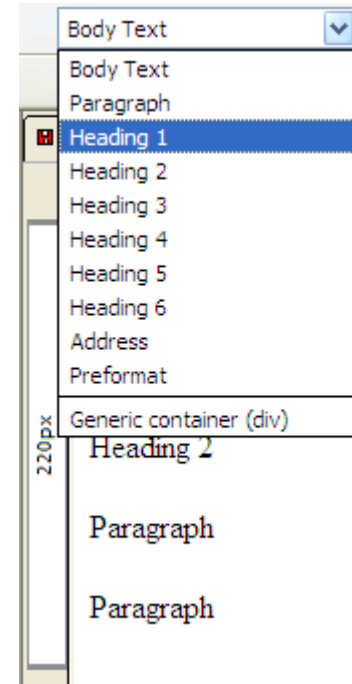 Body Text
Body Text
Paragraph
Heading 1
Heading 2
Heading 3
Heading 4
Heading 5
Heading 6
Address
Preformat
Generic container (div)
220px
Heading 2
Paragraph
Paragraph